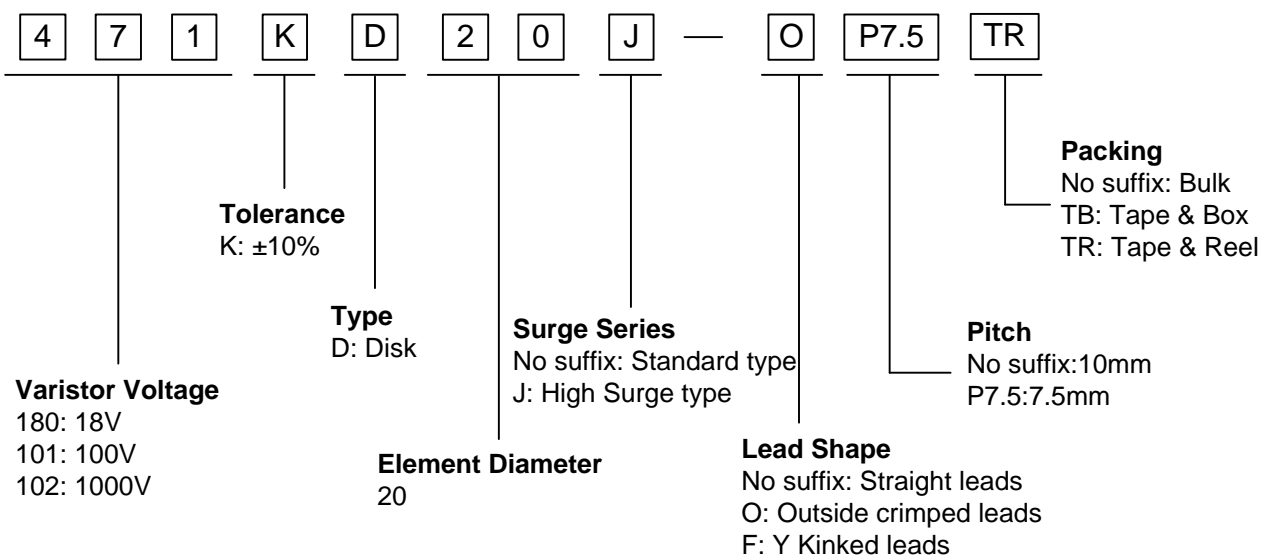 4 7 1 K D 2 0 J — O P7.5 TR
Packing
No suffix: Bulk
TB: Tape & Box
TR: Tape & Reel
Tolerance
K: ±10%
Type
D: Disk
Surge Series
No suffix: Standard type
J: High Surge type
Pitch
No suffix:10mm
P7.5:7.5mm
Varistor Voltage
180: 18V
101: 100V
102: 1000V
Element Diameter
20
Lead Shape
No suffix: Straight leads
O: Outside crimped leads
F: Y Kinked leads